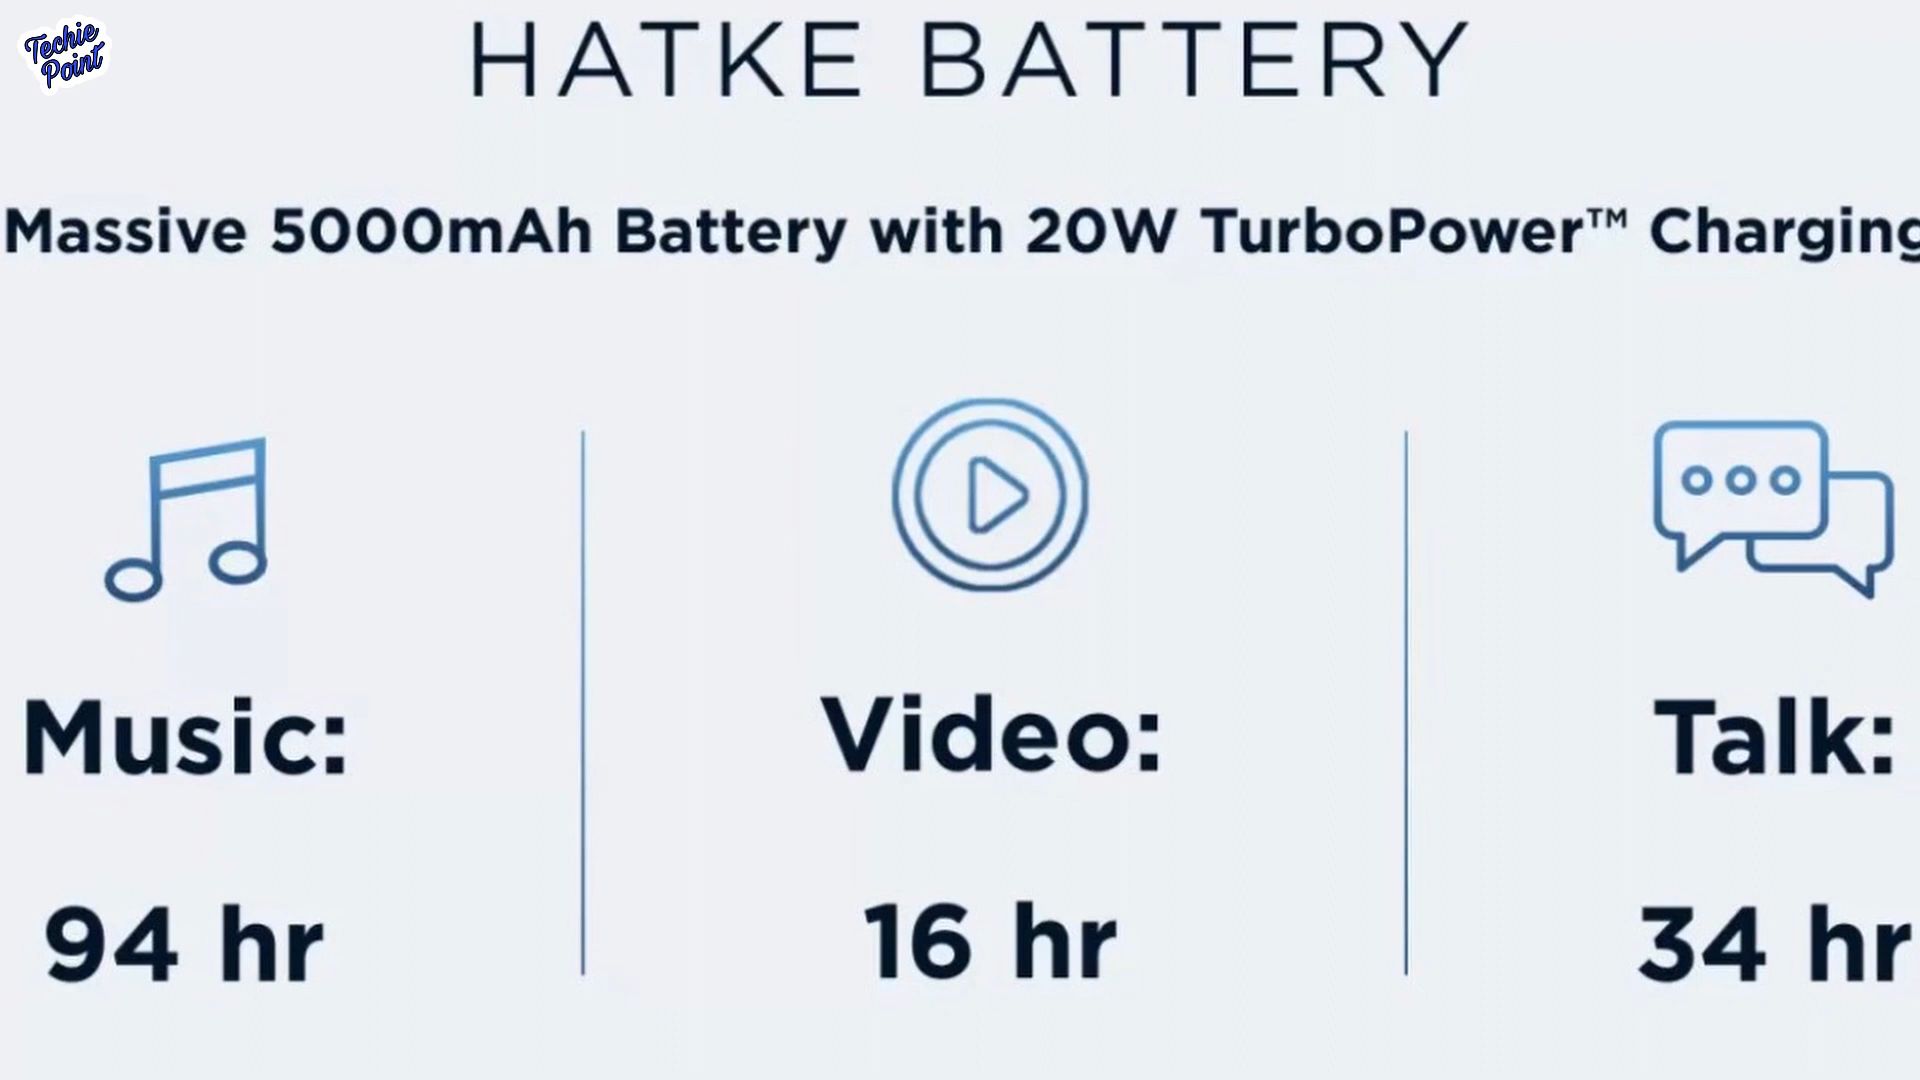 Techie
Point
HATKE BATTERY
Massive 5000mAh Battery with 20W TurboPower™ Charging
Music:
Video:
Talk:
94 hr
16 hr
34 hr